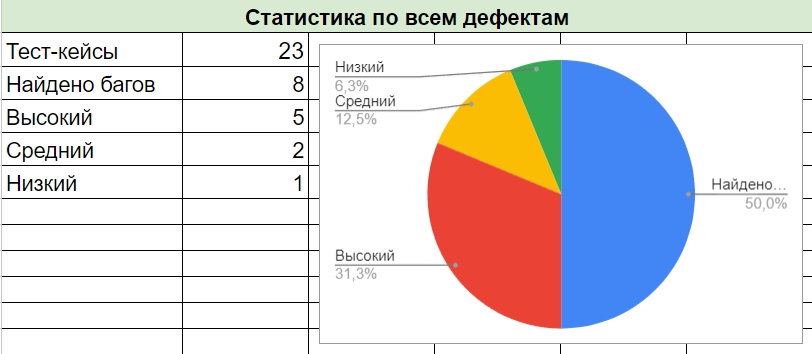 Статистика по всем дефектам
Тест-кейсы 23
Найдено багов 8
Высокий 5
Средний 2
Низкий 1
Низкий
6,3%
Средний
12,5%
Найдено...
50,0%
Высокий
31,3%